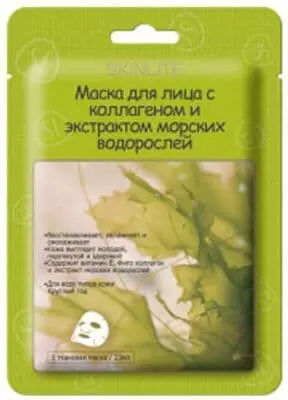 SKINLITE
Маска для лица с
коллагеном и
экстрактом морских
водорослей
•Восстанавливает, увлажняет и
омолаживает
•Кожа выглядит молодой,
подтянутой и здоровой
•Содержит витамин Е, Фито коллаген
и экстракт морских водорослей
•Для всех типов кожи
Круглый год
1 тканевая маска / 23мл